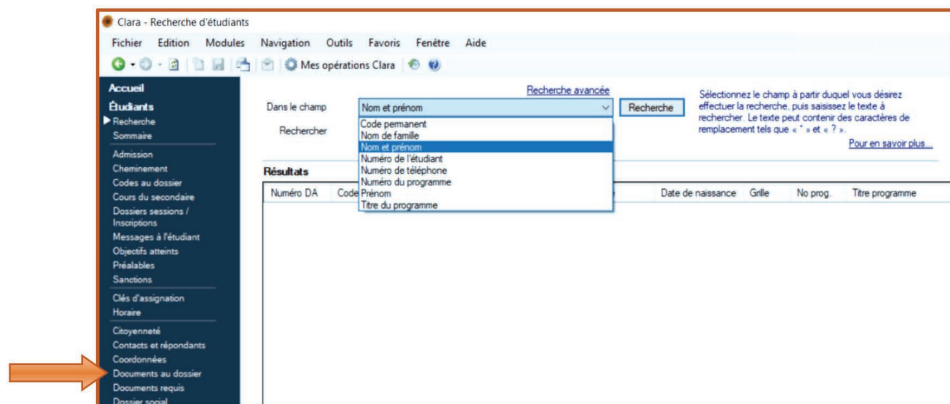 Clara - Recherche d'étudiants
Fichier Edition Modules Navigation Outils Favoris Fenêtre Aide
Mes opérations Clara
Accueil
Étudiants
Recherche
Sommaire
Admission
Cheminement
Codes au dossier
Cours du secondaire
Dossiers sessions /
Inscriptions
Messages à l'étudiant
Objectifs atteints
Préalables
Sanctions
Clés d'assignation
Horaire
Citoyenneté
Contacts et répondants
Coordonnées
Documents au dossier
Documents requis
Dossier social
Recherche avancée
Dans le champ Nom et prénom Recherche
Rechercher
Code permanent
Nom de famille
Nom et prénom
Numéro de l'étudiant
Numéro de téléphone
Numéro du programme
Prénom
Titre du programme
Sélectionnez le champ à partir duquel vous désirez
effectuer la recherche, puis saisissez le texte à
rechercher. Le texte peut contenir des caractères de
remplacement tels que « * » et « ? ».
Pour en savoir plus...
Résultats
Numéro DA Code Date de naissance Grille No prog. Titre programme